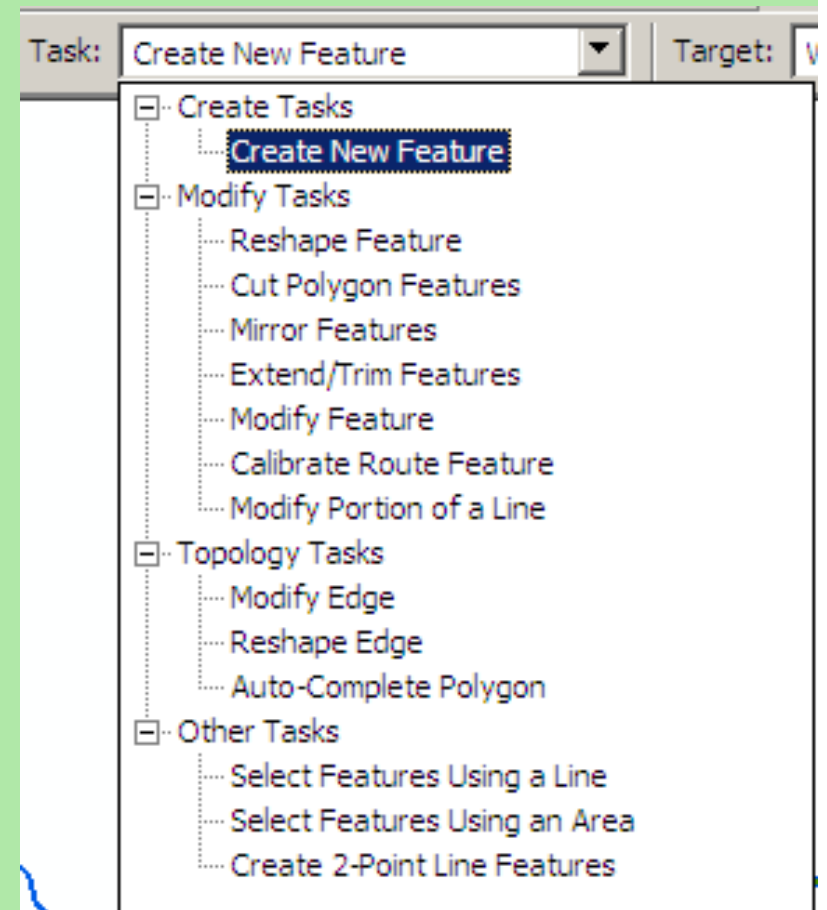 Task: Create New Feature Target:
Create Tasks
Create New Feature
Modify Tasks
Reshape Feature
Cut Polygon Features
Mirror Features
Extend/Trim Features
Modify Feature
Calibrate Route Feature
Modify Portion of a Line
Topology Tasks
Modify Edge
Reshape Edge
Auto-Complete Polygon
Other Tasks
Select Features Using a Line
Select Features Using an Area
Create 2-Point Line Features